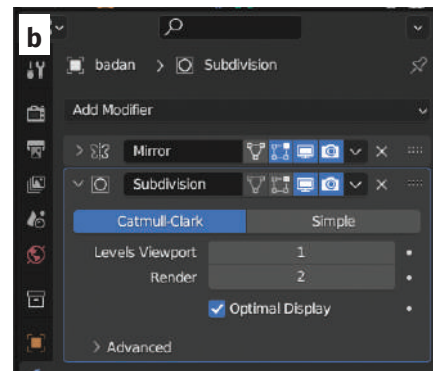 b
badan > Subdivision
Add Modifier
> Mirror
Subdivision
Catmull-Clark Simple
Levels Viewport 1
Render 2
Optimal Display
> Advanced